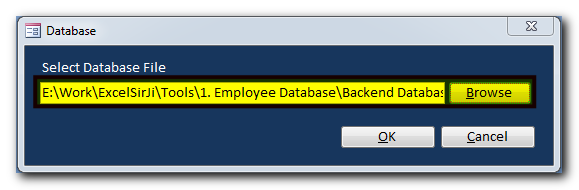 Database
Select Database File
E:\Work\ExcelSirJi\Tools\1. Employee Database\Backend Databas Browse
OK Cancel